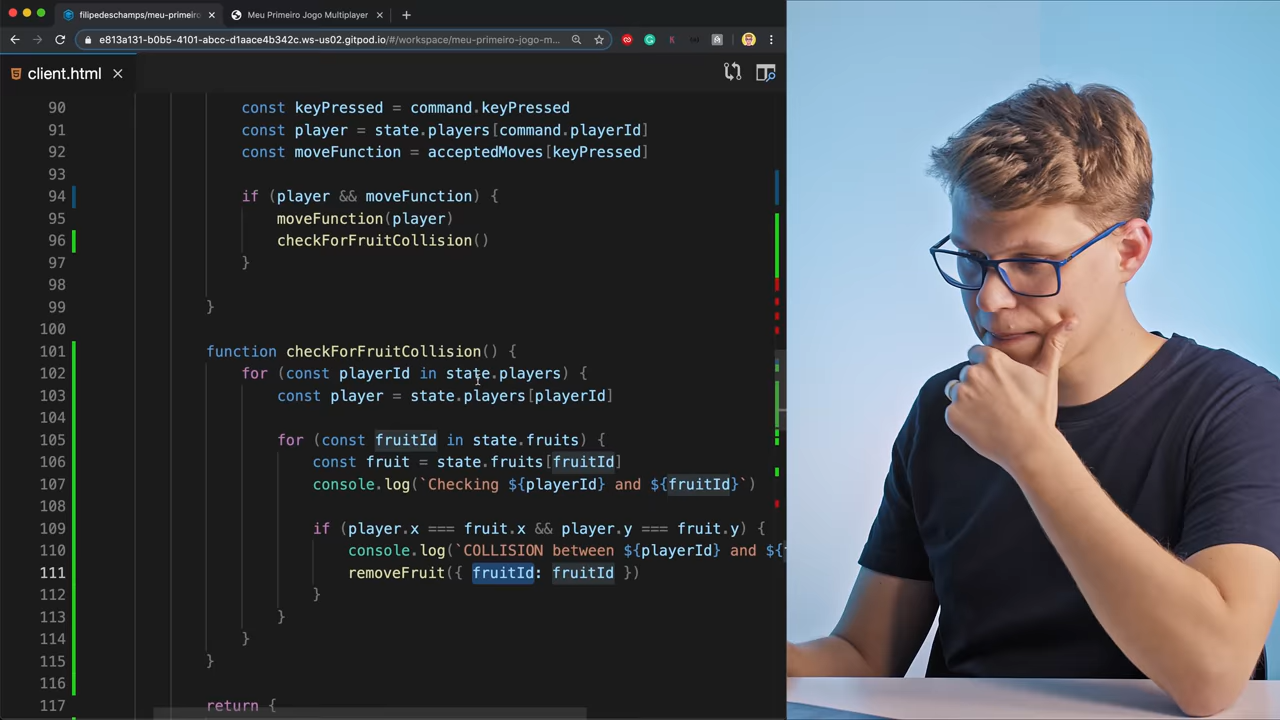 filipedeschamps/meu-primeiro
Meu Primeiro Jogo Multiplayer
e813a131-b0b5-4101-abcc-d1aace4b342c.ws-us02.gitpod.io/#/workspace/meu-primeiro-jogo-m...
client.html
90 const keyPressed = command.keyPressed
91 const player = state.players[command.playerId]
92 const moveFunction = acceptedMoves[keyPressed]
93
94 if (player && moveFunction) {
95 moveFunction(player)
96 checkForFruitCollision()
97 }
98
99 }
100
101 function checkForFruitCollision() {
102 for (const playerId in state.players) {
103 const player = state.players[playerId]
104
105 for (const fruitId in state.fruits) {
106 const fruit = state.fruits[fruitId]
107 console.log(`Checking ${playerId} and ${fruitId}`)
108
109 if (player.x === fruit.x && player.y === fruit.y) {
110 console.log(`COLLISION between ${playerId} and ${
111 removeFruit({ fruitId: fruitId })
112 }
113 }
114 }
115 }
116
117 return {